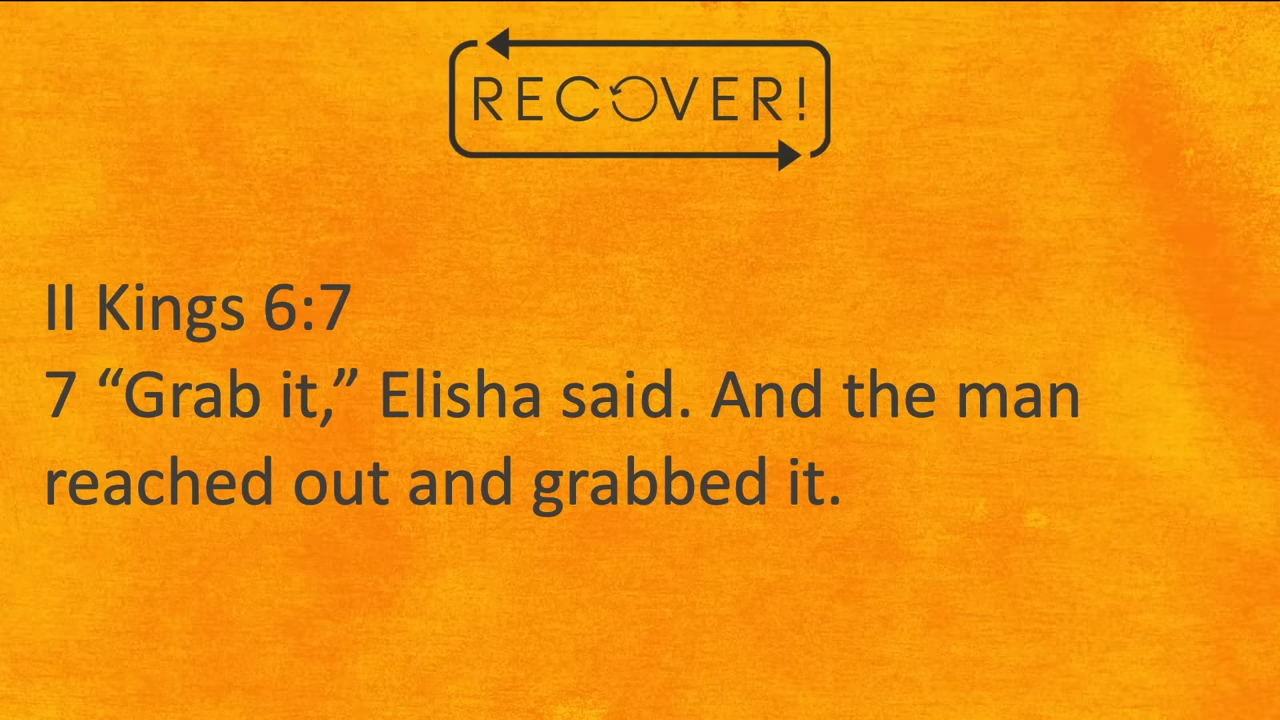 RECOVER!
II Kings 6:7
7 “Grab it,” Elisha said. And the man
reached out and grabbed it.